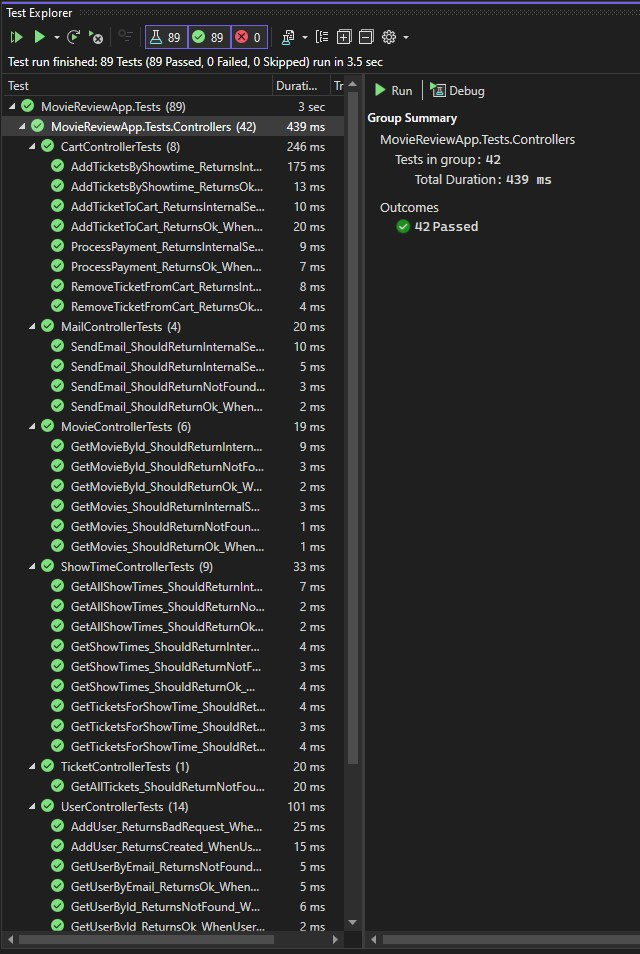 Test Explorer
89 89 0
Test run finished: 89 Tests (89 Passed, 0 Failed, 0 Skipped) run in 3.5 sec
Test Durati... Tr
MovieReviewApp.Tests (89) 3 sec
MovieReviewApp.Tests.Controllers (42) 439 ms
CartControllerTests (8) 246 ms
AddTicketsByShowtime_ReturnsInt... 175 ms
AddTicketsByShowtime_ReturnsOk... 13 ms
AddTicketToCart_ReturnsInternalSe... 10 ms
AddTicketToCart_ReturnsOk_When... 20 ms
ProcessPayment_ReturnsInternalSe... 9 ms
ProcessPayment_ReturnsOk_When... 7 ms
RemoveTicketFromCart_ReturnsInt... 8 ms
RemoveTicketFromCart_ReturnsOk... 4 ms
MailControllerTests (4) 20 ms
SendEmail_ShouldReturnInternalSe... 10 ms
SendEmail_ShouldReturnInternalSe... 5 ms
SendEmail_ShouldReturnNotFound... 3 ms
SendEmail_ShouldReturnOk_When... 2 ms
MovieControllerTests (6) 19 ms
GetMovieById_ShouldReturnIntern... 9 ms
GetMovieById_ShouldReturnNotFo... 3 ms
GetMovieById_ShouldReturnOk_W... 2 ms
GetMovies_ShouldReturnInternalS... 3 ms
GetMovies_ShouldReturnNotFoun... 1 ms
GetMovies_ShouldReturnOk_When... 1 ms
ShowTimeControllerTests (9) 33 ms
GetAllShowTimes_ShouldReturnInt... 7 ms
GetAllShowTimes_ShouldReturnNo... 2 ms
GetAllShowTimes_ShouldReturnOk... 2 ms
GetShowTimes_ShouldReturnInter... 4 ms
GetShowTimes_ShouldReturnNotF... 3 ms
GetShowTimes_ShouldReturnOk_... 4 ms
GetTicketsForShowTime_ShouldRet... 4 ms
GetTicketsForShowTime_ShouldRet... 3 ms
GetTicketsForShowTime_ShouldRet... 4 ms
TicketControllerTests (1) 20 ms
GetAllTickets_ShouldReturnNotFou... 20 ms
UserControllerTests (14) 101 ms
AddUser_ReturnsBadRequest_Whe... 25 ms
AddUser_ReturnsCreated_WhenUs... 15 ms
GetUserByEmail_ReturnsNotFound... 5 ms
GetUserByEmail_ReturnsOk_When... 5 ms
GetUserById_ReturnsNotFound_W... 6 ms
GetUserById_ReturnsOk_WhenUser... 2 ms
Run Debug
Group Summary
MovieReviewApp.Tests.Controllers
Tests in group: 42
Total Duration: 439 ms
Outcomes
42 Passed